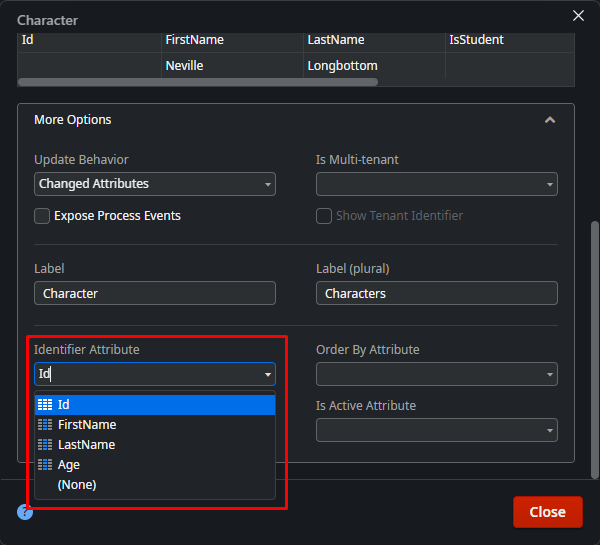 Character
Id FirstName LastName IsStudent
Neville Longbottom
More Options
Update Behavior Is Multi-tenant
Changed Attributes
Expose Process Events Show Tenant Identifier
Label Label (plural)
Character Characters
Identifier Attribute Order By Attribute
Id
Id
Is Active Attribute
FirstName
LastName
Age
(None)
?
Close